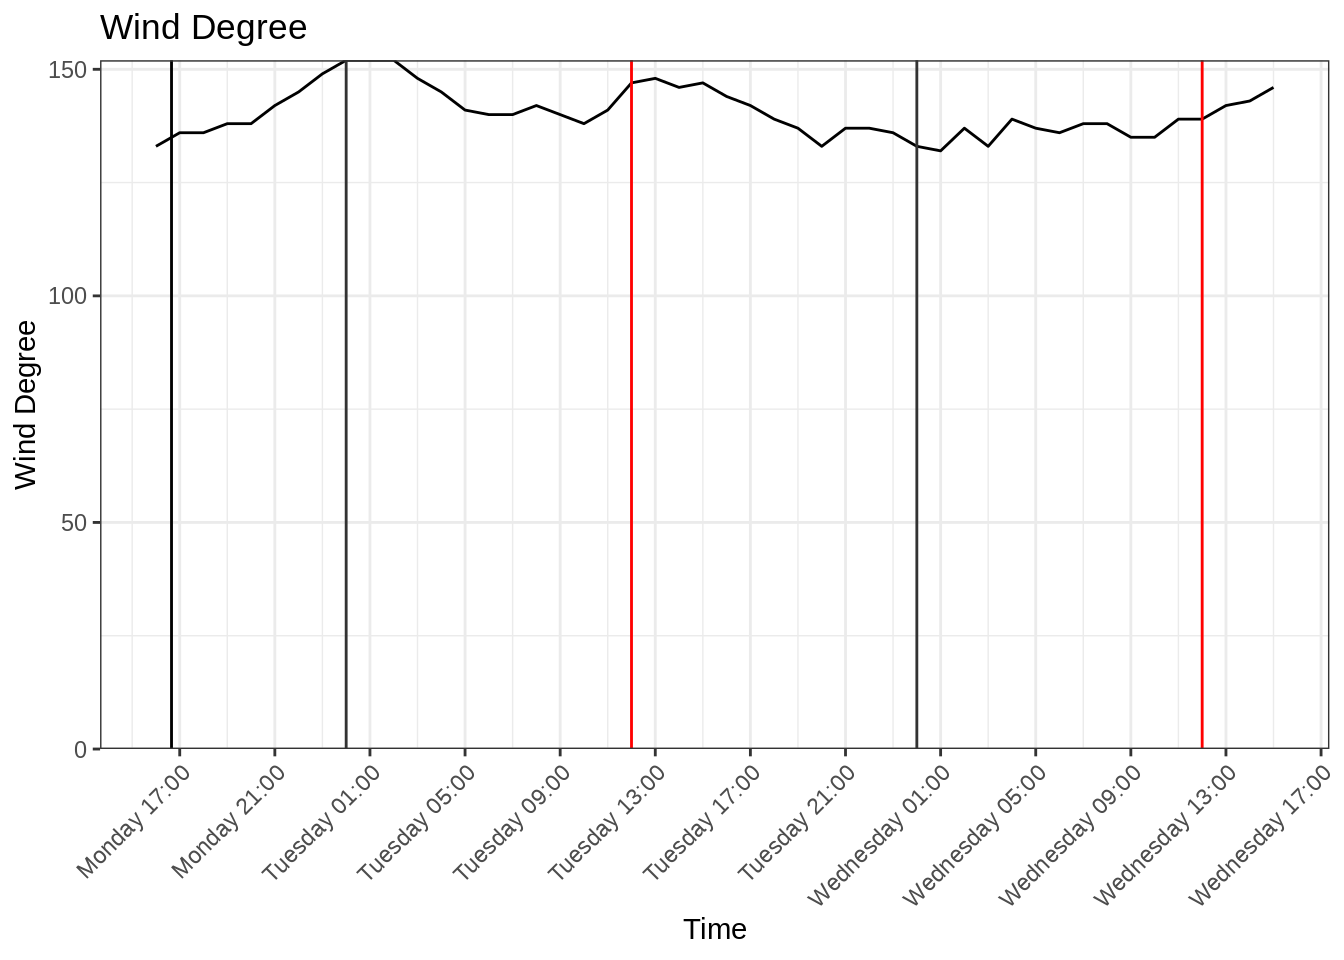 Wind Degree
Wind Degree
150
100
50
0
Monday 17:00
Monday 21:00
Tuesday 01:00
Tuesday 05:00
Tuesday 09:00
Tuesday 13:00
Tuesday 17:00
Tuesday 21:00
Wednesday 01:00
Wednesday 05:00
Wednesday 09:00
Wednesday 13:00
Wednesday 17:00
Time